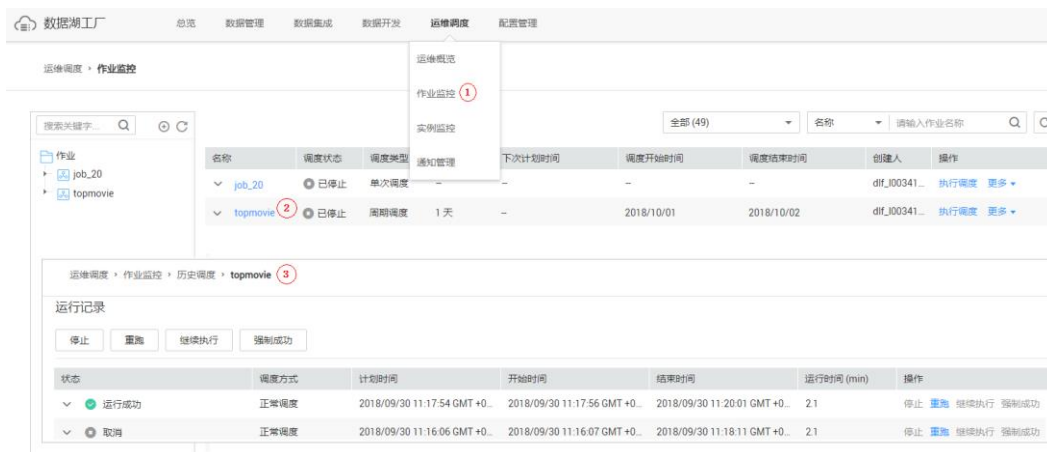 数据湖工厂 总览 数据管理 数据集成 数据开发 运维调度 配置管理
运维概览
运维调度 作业监控
作业监控 1
搜索关键字... 全部 (49) 名称 请输入作业名称
实例监控
作业 名称 调度状态 调度类型 通知管理 下次计划时间 调度开始时间 调度结束时间 创建人 操作
job_20 job_20 已停止 单次调度 – – – – dlf_l00341... 执行调度 更多
topmovie topmovie 2 已停止 周期调度 1 天 – 2018/10/01 2018/10/02 dlf_l00341... 执行调度 更多
运维调度 作业监控 历史调度 topmovie 3
运行记录
停止 重跑 继续执行 强制成功
状态 调度方式 计划时间 开始时间 结束时间 运行时间 (min) 操作
运行成功 正常调度 2018/09/30 11:17:54 GMT +0... 2018/09/30 11:17:56 GMT +0... 2018/09/30 11:20:01 GMT +0... 2.1 停止 重跑 继续执行 强制成功
取消 正常调度 2018/09/30 11:16:06 GMT +0... 2018/09/30 11:16:07 GMT +0... 2018/09/30 11:18:11 GMT +0... 2.1 停止 重跑 继续执行 强制成功